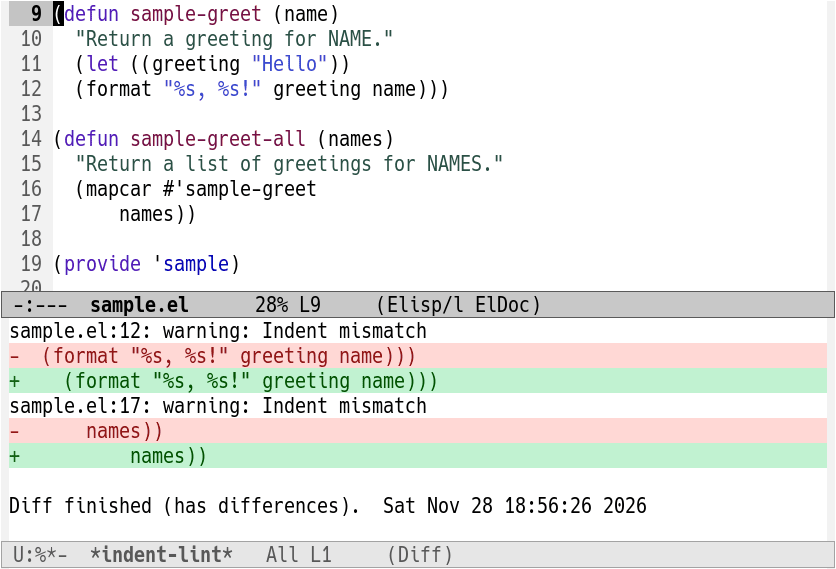 9 (defun sample-greet (name)
10   "Return a greeting for NAME."
11   (let ((greeting "Hello"))
12   (format "%s, %s!" greeting name)))
13
14 (defun sample-greet-all (names)
15   "Return a list of greetings for NAMES."
16   (mapcar #'sample-greet
17       names))
18
19 (provide 'sample)
20
-:---  sample.el      28% L9     (Elisp/l ElDoc)
sample.el:12: warning: Indent mismatch
-  (format "%s, %s!" greeting name)))
+    (format "%s, %s!" greeting name)))
sample.el:17: warning: Indent mismatch
-      names))
+          names))

Diff finished (has differences).  Sat Nov 28 18:56:26 2026

U:%*-  *indent-lint*   All L1     (Diff)